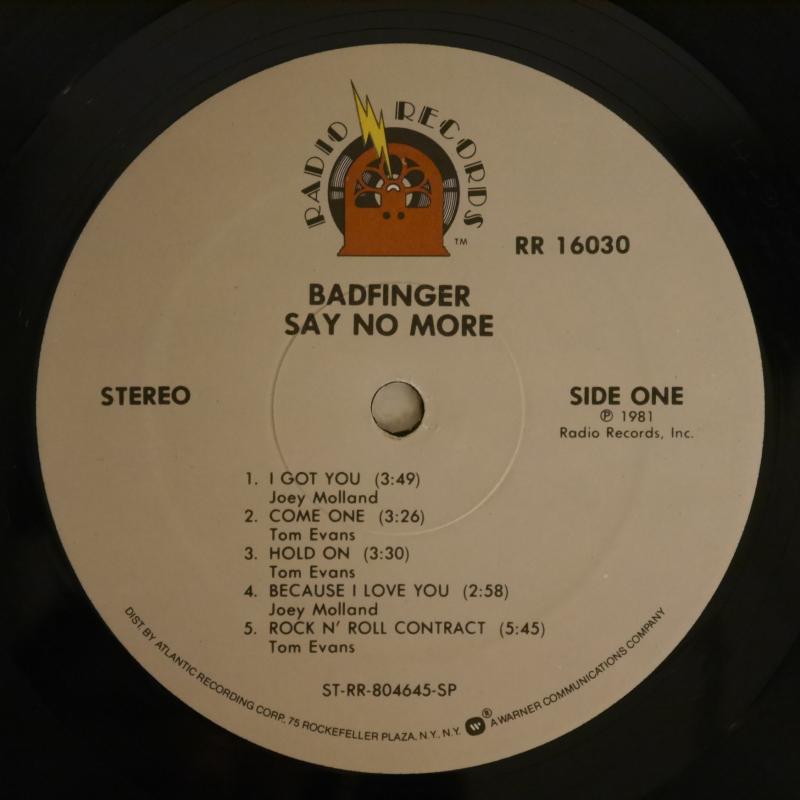 RADIO RECORDS
TM
RR 16030
BADFINGER
SAY NO MORE
STEREO
SIDE ONE
Ⓟ 1981
Radio Records, Inc.
1. I GOT YOU (3:49)
Joey Molland
2. COME ONE (3:26)
Tom Evans
3. HOLD ON (3:30)
Tom Evans
4. BECAUSE I LOVE YOU (2:58)
Joey Molland
5. ROCK N' ROLL CONTRACT (5:45)
Tom Evans
ST-RR-804645-SP
DIST. BY ATLANTIC RECORDING CORP. 75 ROCKEFELLER PLAZA, N.Y., N.Y. ® A WARNER COMMUNICATIONS COMPANY